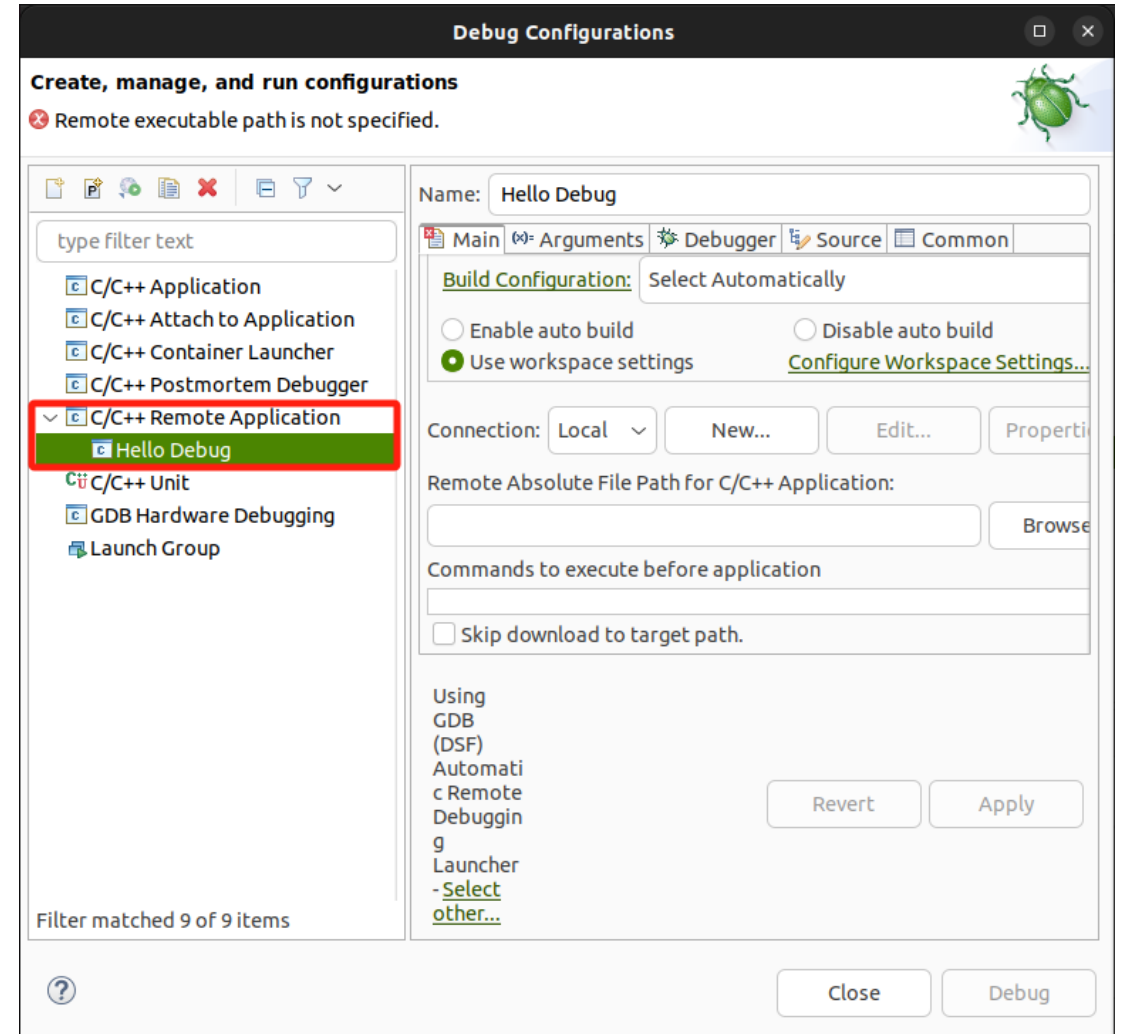 Debug Configurations
Create, manage, and run configurations
Remote executable path is not specified.
type filter text
C/C++ Application
C/C++ Attach to Application
C/C++ Container Launcher
C/C++ Postmortem Debugger
C/C++ Remote Application
Hello Debug
C/C++ Unit
GDB Hardware Debugging
Launch Group
Filter matched 9 of 9 items
Name: Hello Debug
Main Arguments Debugger Source Common
Build Configuration: Select Automatically
Enable auto build Disable auto build
Use workspace settings Configure Workspace Settings...
Connection: Local New... Edit... Properti
Remote Absolute File Path for C/C++ Application:
Browse
Commands to execute before application
Skip download to target path.
Using
GDB
(DSF)
Automati
c Remote
Debuggin
g
Launcher
- Select
other...
Revert Apply
Close Debug